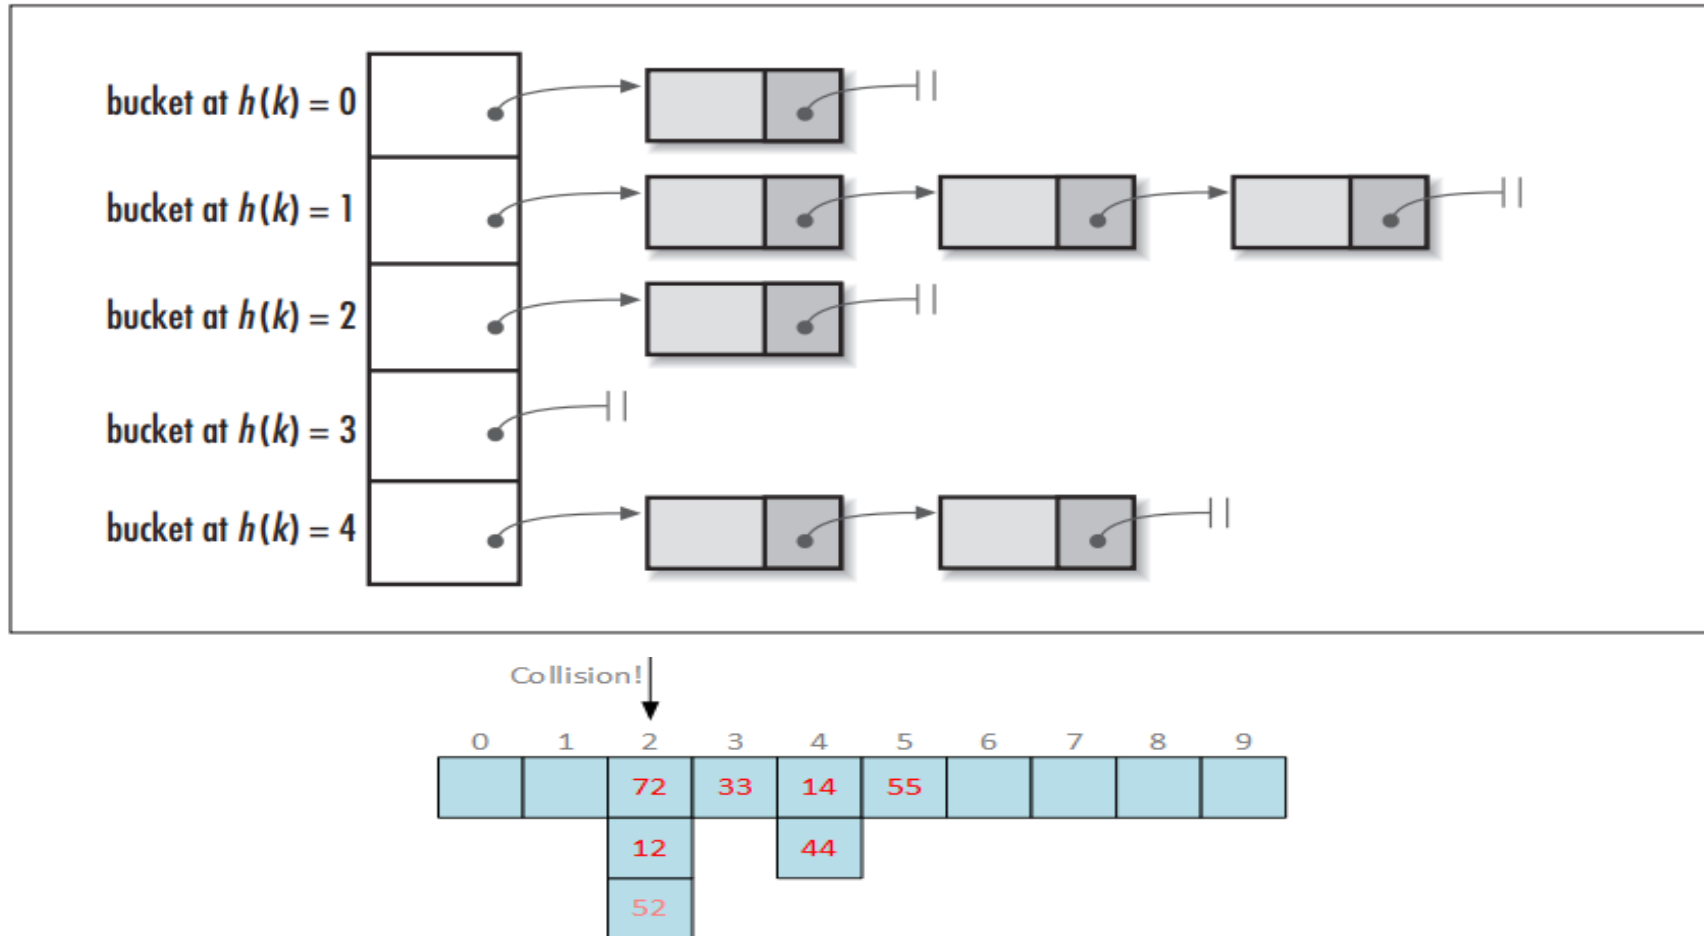 bucket at h(k) = 0
bucket at h(k) = 1
bucket at h(k) = 2
bucket at h(k) = 3
bucket at h(k) = 4
Collision!
0 1 2 3 4 5 6 7 8 9
72 33 14 55
12 44
52